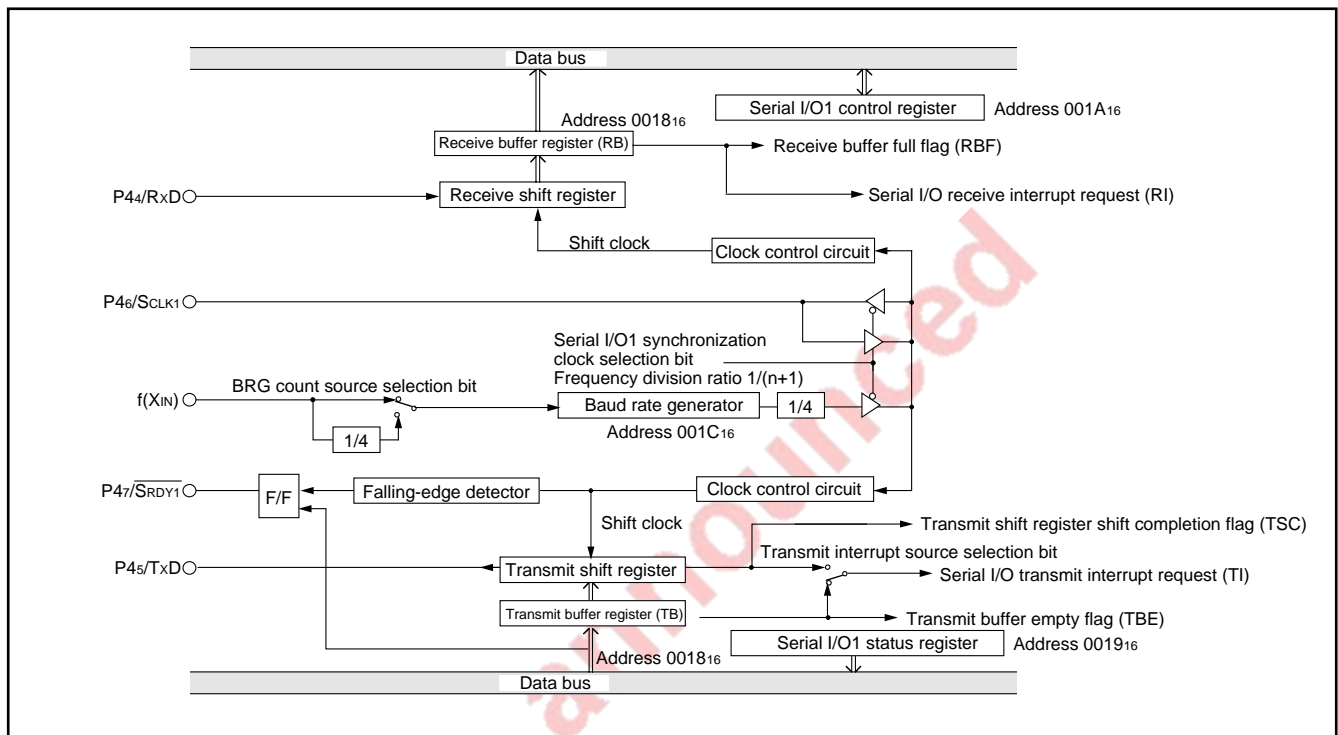 Data bus
Serial I/O1 control register Address 001A16
Address 001816
Receive buffer register (RB) Receive buffer full flag (RBF)
P44/RXD Receive shift register Serial I/O receive interrupt request (RI)
Shift clock Clock control circuit
P46/SCLK1
Serial I/O1 synchronization
clock selection bit
Frequency division ratio 1/(n+1)
BRG count source selection bit
f(XIN) Baud rate generator 1/4
Address 001C16
1/4
P47/SRDY1 F/F Falling-edge detector Clock control circuit
Shift clock Transmit shift register shift completion flag (TSC)
Transmit interrupt source selection bit
P45/TXD Transmit shift register Serial I/O transmit interrupt request (TI)
Transmit buffer register (TB) Transmit buffer empty flag (TBE)
Serial I/O1 status register Address 001916
Address 001816
Data bus